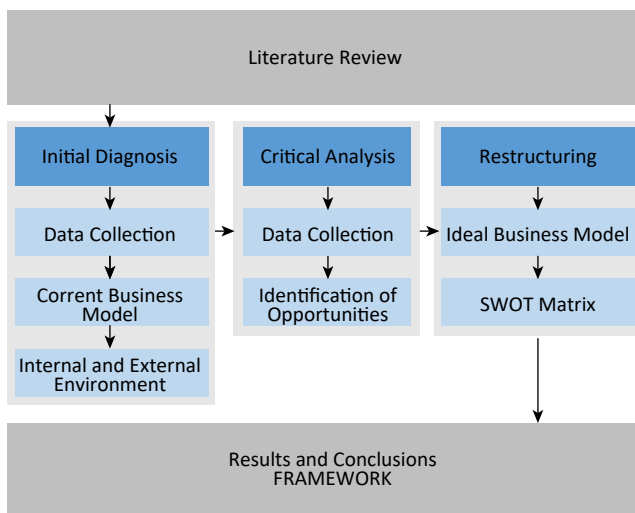 Literature Review
Initial Diagnosis
Data Collection
Corrent Business
Model
Internal and External
Environment
Critical Analysis
Data Collection
Identification of
Opportunities
Restructuring
Ideal Business Model
SWOT Matrix
Results and Conclusions
FRAMEWORK